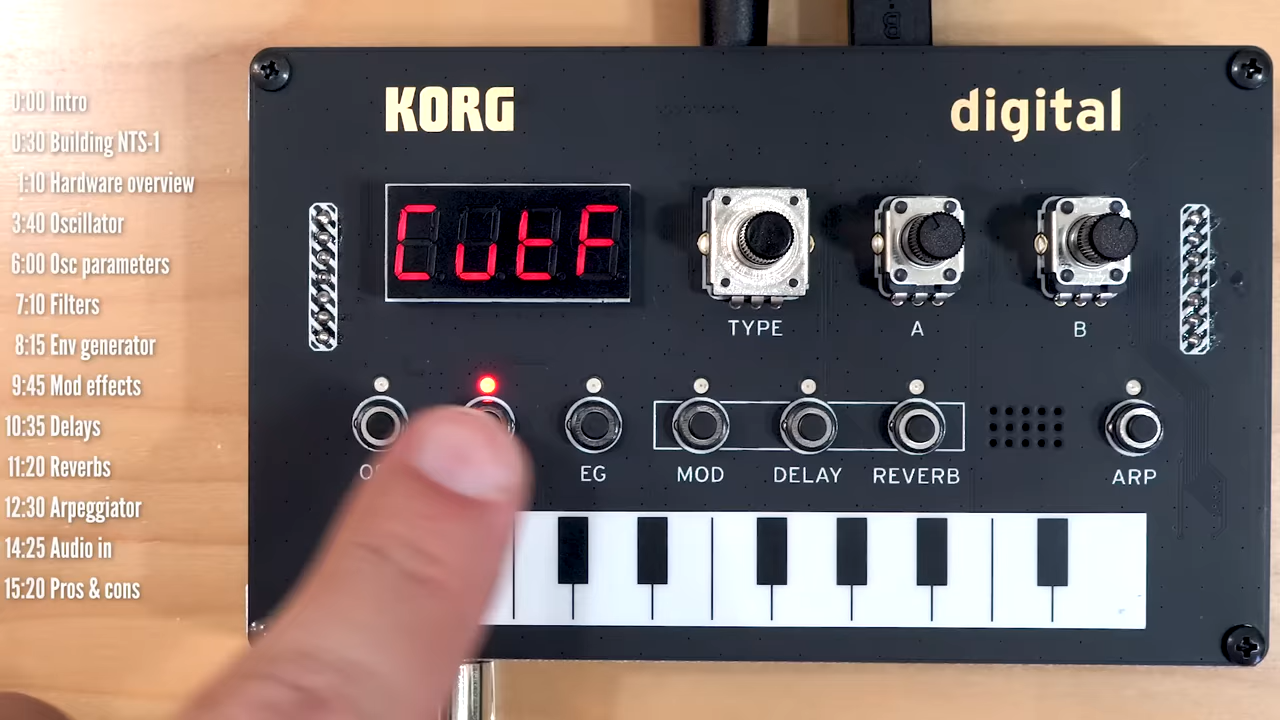 0:00 Intro
0:30 Building NTS-1
1:10 Hardware overview
3:40 Oscillator
6:00 Osc parameters
7:10 Filters
8:15 Env generator
9:45 Mod effects
10:35 Delays
11:20 Reverbs
12:30 Arpeggiator
14:25 Audio in
15:20 Pros & cons
KORG
digital
CutF
TYPE
A
B
EG
MOD
DELAY
REVERB
ARP